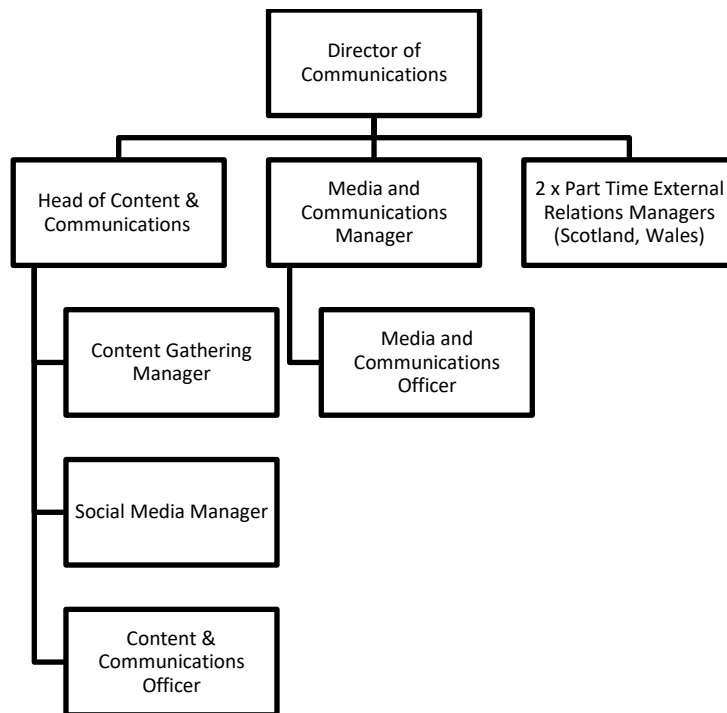 Director of
Communications
Head of Content &
Communications
Media and
Communications
Manager
2 x Part Time External
Relations Managers
(Scotland, Wales)
Content Gathering
Manager
Media and
Communications
Officer
Social Media Manager
Content &
Communications
Officer